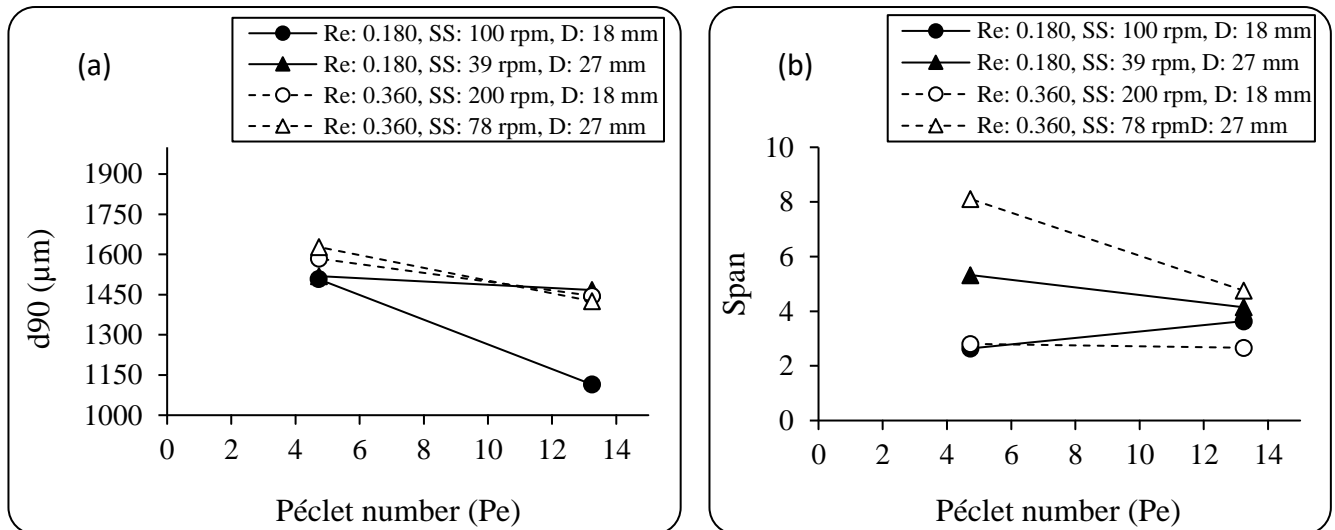 Re: 0.180, SS: 100 rpm, D: 18 mm
Re: 0.180, SS: 39 rpm, D: 27 mm
Re: 0.360, SS: 200 rpm, D: 18 mm
Re: 0.360, SS: 78 rpm, D: 27 mm
(a)
1900
1750
1600
1450
1300
1150
1000
d90 (µm)
0 2 4 6 8 10 12 14
Péclet number (Pe)
Re: 0.180, SS: 100 rpm, D: 18 mm
Re: 0.180, SS: 39 rpm, D: 27 mm
Re: 0.360, SS: 200 rpm, D: 18 mm
Re: 0.360, SS: 78 rpmD: 27 mm
(b)
10
8
6
4
2
0
Span
0 2 4 6 8 10 12 14
Péclet number (Pe)